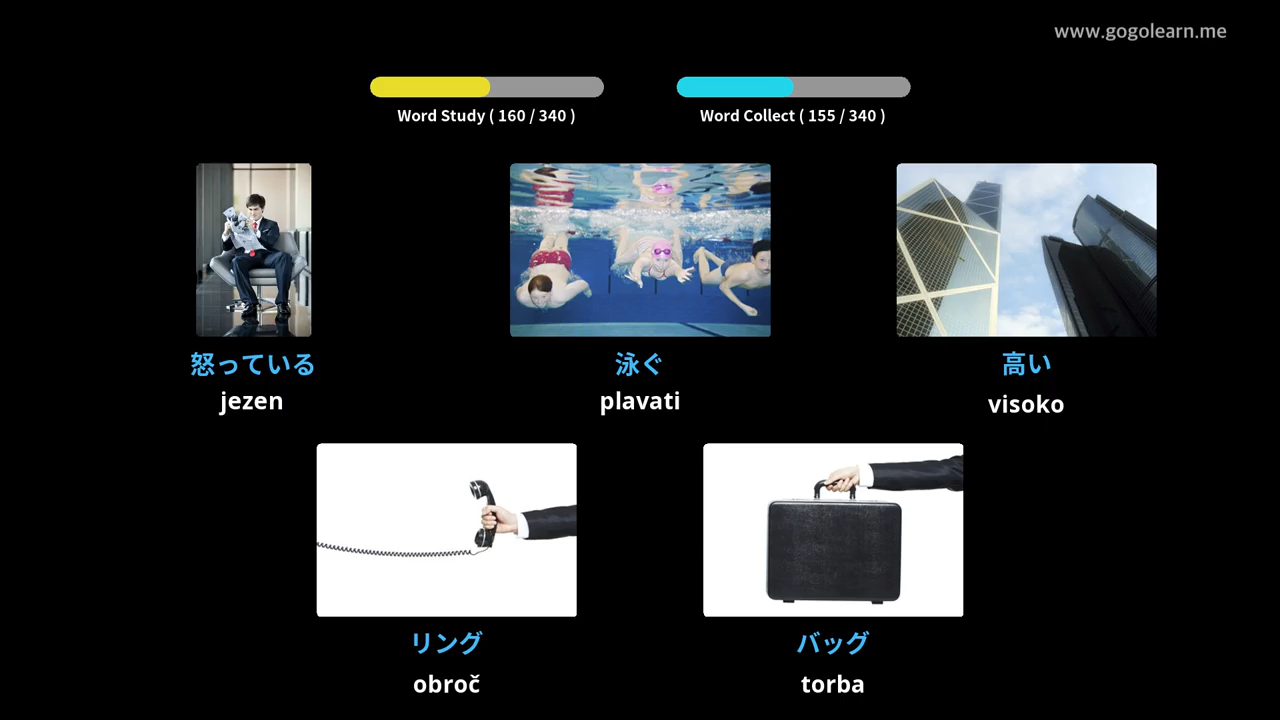 www.gogolearn.me
Word Study ( 160 / 340 )
Word Collect ( 155 / 340 )
怒っている
jezen
泳ぐ
plavati
高い
visoko
リング
obroč
バッグ
torba